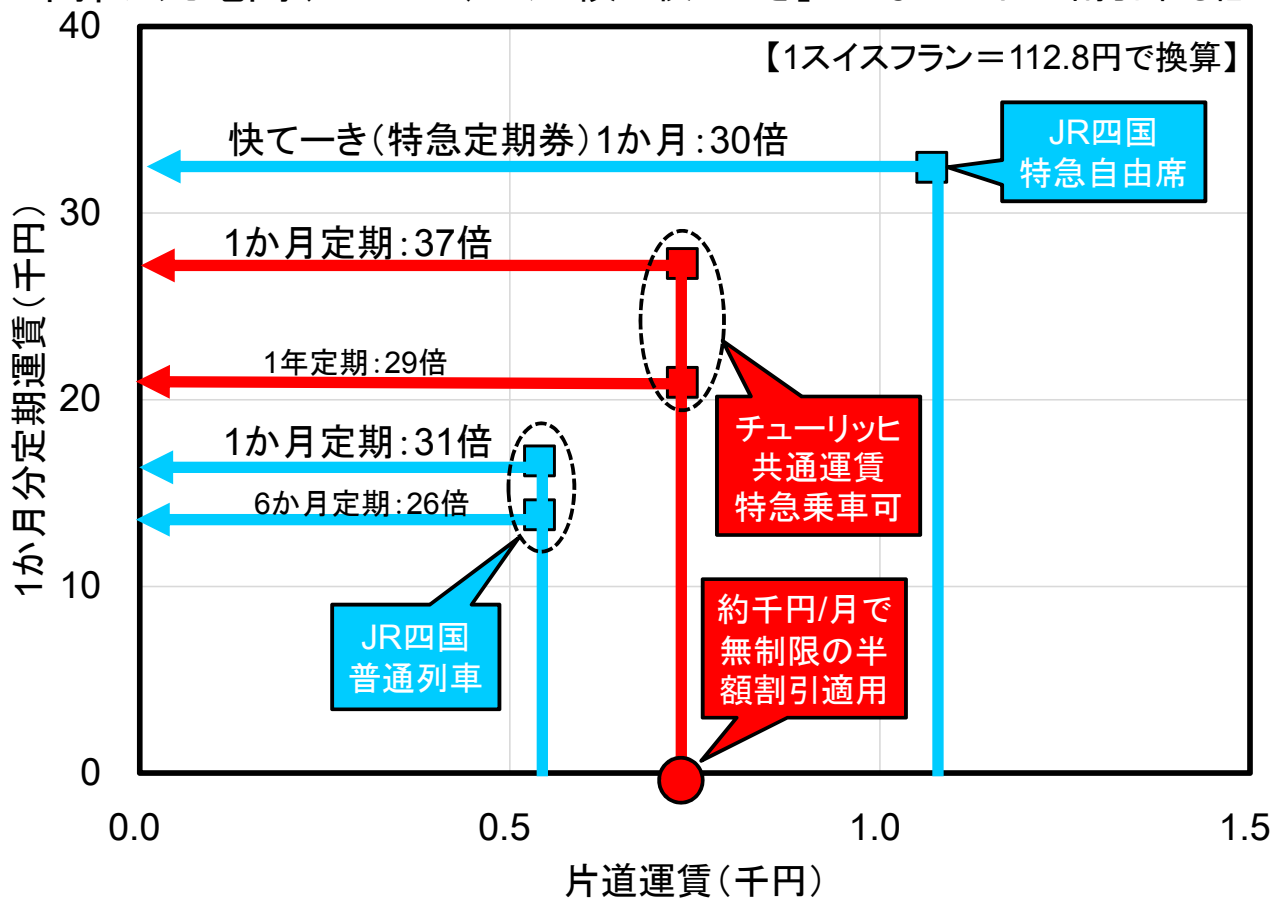 【1スイスフラン＝112.8円で換算】
快てーき（特急定期券）1か月：30倍
JR四国
特急自由席
1か月定期：37倍
1年定期：29倍
チューリッヒ
共通運賃
特急乗車可
1か月定期：31倍
6か月定期：26倍
JR四国
普通列車
約千円/月で
無制限の半
額割引適用
1か月分定期運賃（千円）
40
30
20
10
0
0.0
0.5
1.0
1.5
片道運賃（千円）